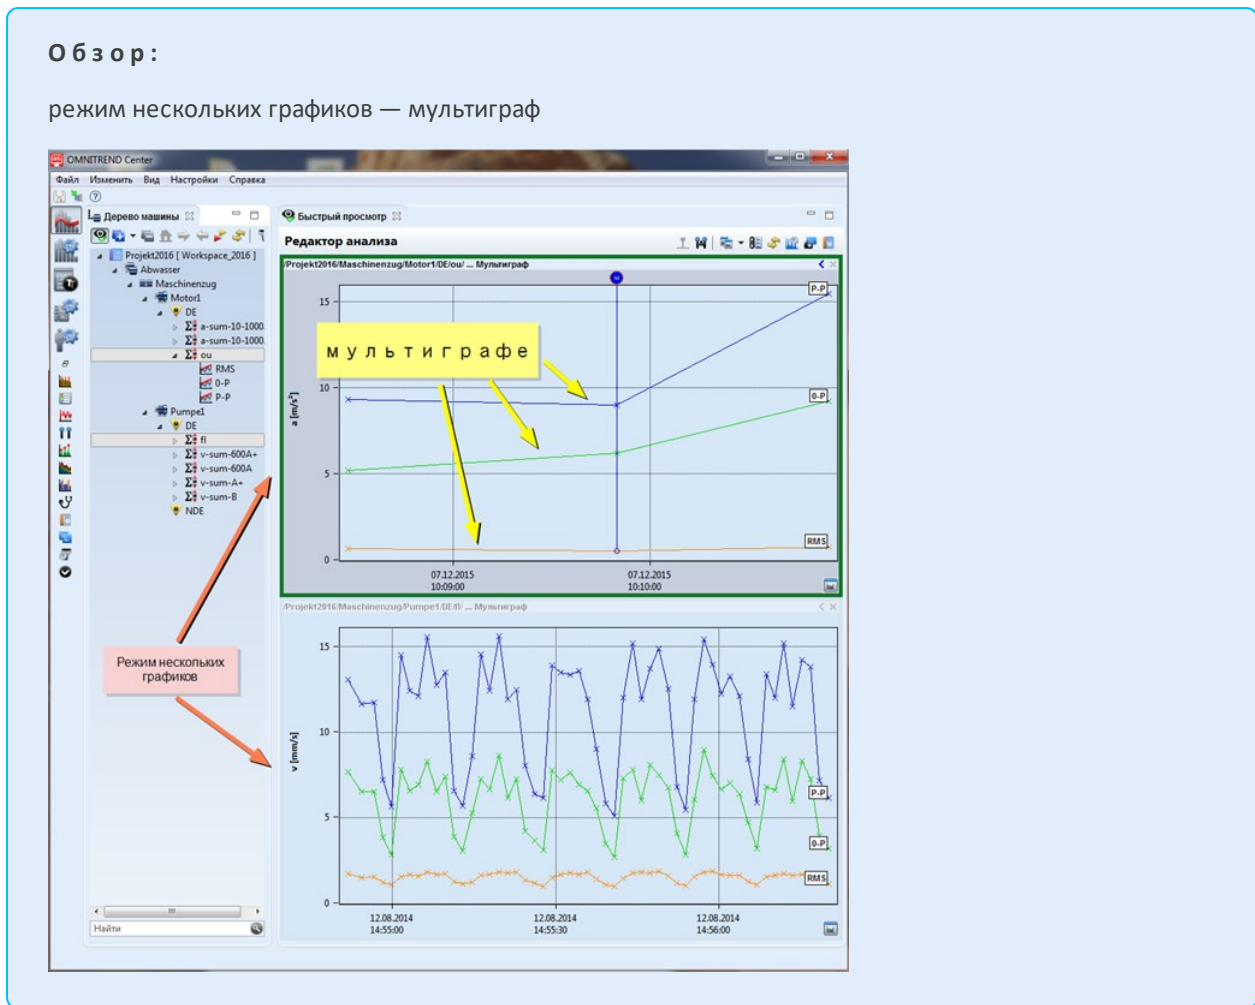 О б з о р :
режим нескольких графиков — мультиграф
OMNITREND Center
Файл Изменить Вид Настройки Справка
Дерево машины
Projekt2016 [ Workspace_2016 ]
Abwasser
Maschinenzug
Motor1
DE
a-sum-10-1000
a-sum-10-1000
ou
RMS
0-P
P-P
Pumpe1
DE
fl
v-sum-600A+
v-sum-600A
v-sum-A+
v-sum-B
NDE
Найти
Быстрый просмотр
Редактор анализа
/Projekt2016/Maschinenzug/Motor1/DE/ou/ ... Мультиграф
M
P-P
15
м у л ь т и г р а ф е
10
0-P
a [m/s²]
5
RMS
0
07.12.2015 07.12.2015
10:09:00 10:10:00
Режим нескольких
графиков
/Projekt2016/Maschinenzug/Pumpe1/DE/fl/ ... Мультиграф
15
10
v [mm/s]
P-P
5
0-P
RMS
0
12.08.2014 12.08.2014 12.08.2014
14:55:00 14:55:30 14:56:00